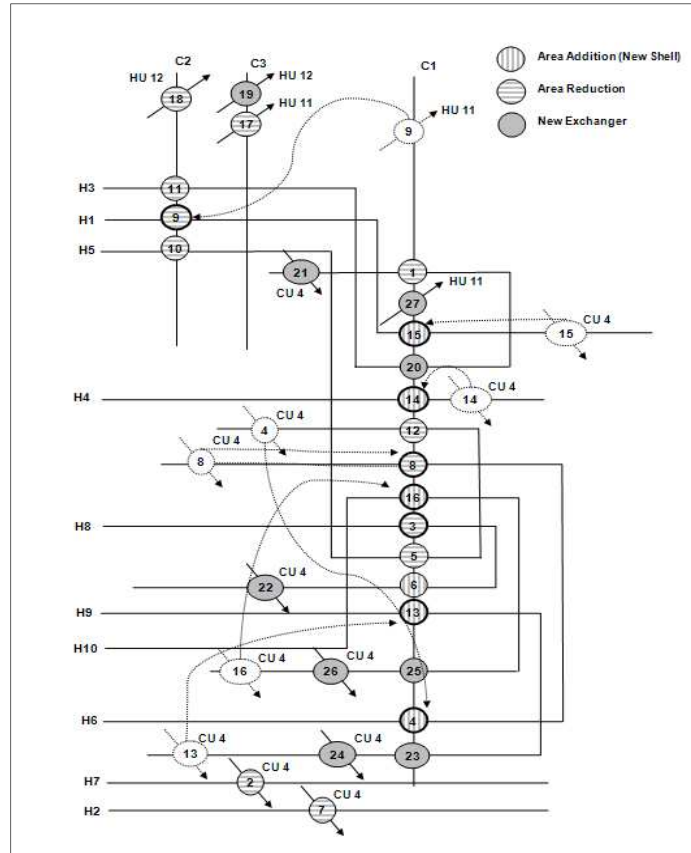 C2
C3
C1
HU 12
HU 12
18
19
HU 11
17
HU 11
9
Area Addition (New Shell)
Area Reduction
New Exchanger
H3
11
H1
9
H5
10
21
1
CU 4
27
HU 11
15
CU 4
15
20
H4
14
CU 4
14
CU 4
4
12
CU 4
8
8
16
H8
3
5
CU 4
22
6
H9
13
H10
16
CU 4
CU 4
26
25
H6
4
13
CU 4
24
CU 4
23
H7
2
CU 4
H2
7
CU 4